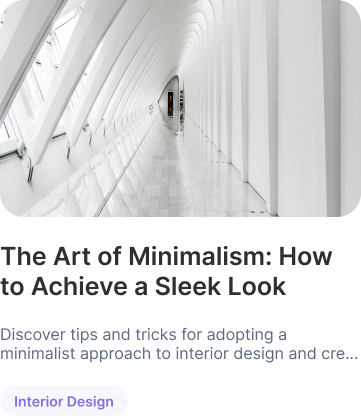 The Art of Minimalism: How
to Achieve a Sleek Look
Discover tips and tricks for adopting a
minimalist approach to interior design and cre...
Interior Design